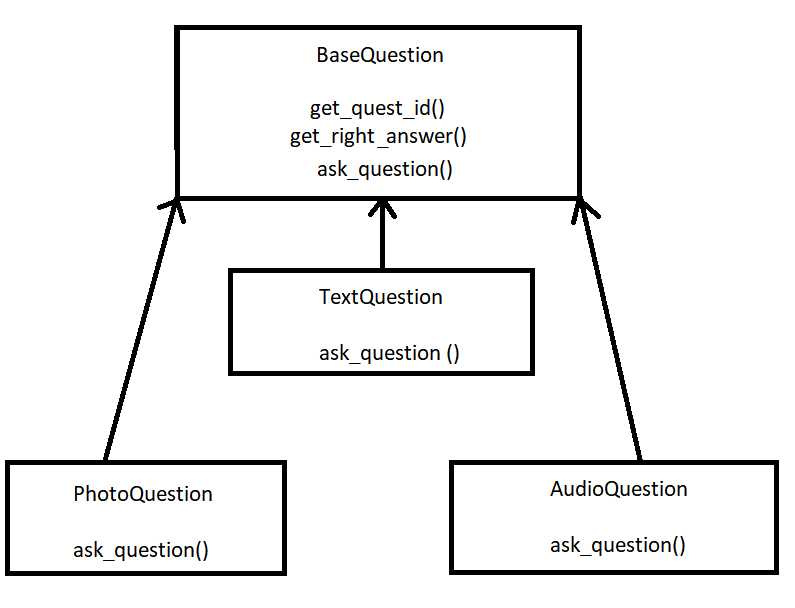 BaseQuestion
get_quest_id()
get_right_answer()
ask_question()
TextQuestion
ask_question ()
PhotoQuestion
ask_question()
AudioQuestion
ask_question()